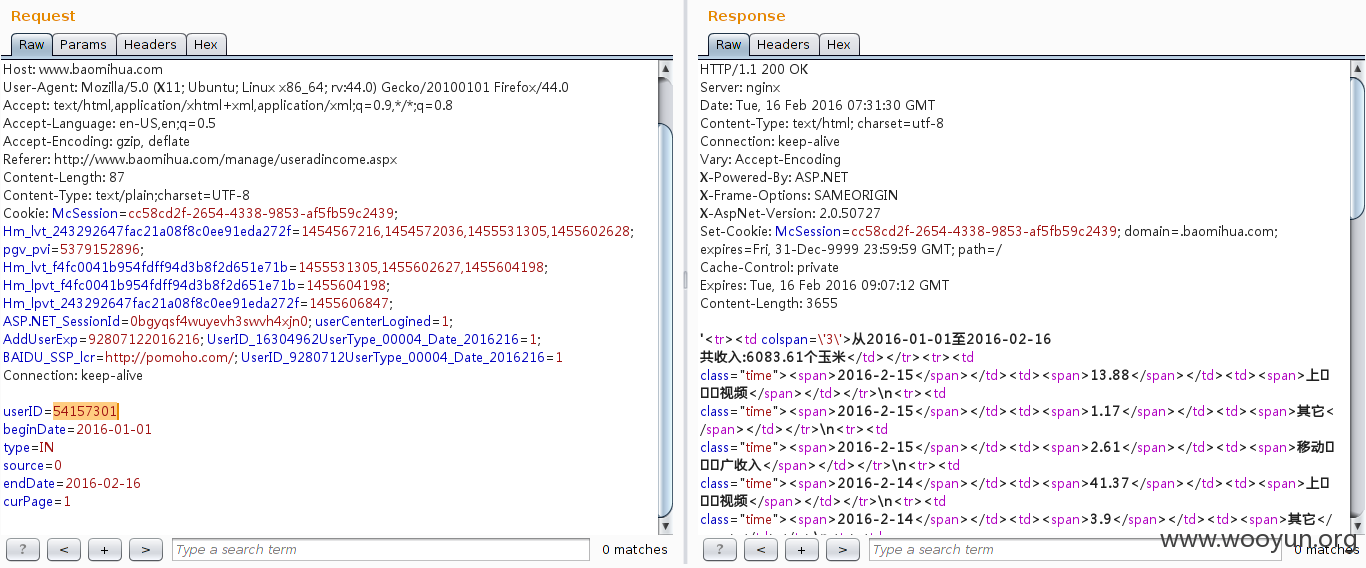 Request
Raw Params Headers Hex
Host: www.baomihua.com
User-Agent: Mozilla/5.0 (X11; Ubuntu; Linux x86_64; rv:44.0) Gecko/20100101 Firefox/44.0
Accept: text/html,application/xhtml+xml,application/xml;q=0.9,*/*;q=0.8
Accept-Language: en-US,en;q=0.5
Accept-Encoding: gzip, deflate
Referer: http://www.baomihua.com/manage/useradincome.aspx
Content-Length: 87
Content-Type: text/plain;charset=UTF-8
Cookie: McSession=cc58cd2f-2654-4338-9853-af5fb59c2439;
Hm_lvt_243292647fac21a08f8c0ee91eda272f=1454567216,1454572036,1455531305,1455602628;
pgv_pvi=5379152896;
Hm_lvt_f4fc0041b954fdff94d3b8f2d651e71b=1455531305,1455602627,1455604198;
Hm_lpvt_f4fc0041b954fdff94d3b8f2d651e71b=1455604198;
Hm_lpvt_243292647fac21a08f8c0ee91eda272f=1455606847;
ASP.NET_SessionId=0bgyqsf4wuyevh3swvh4xjn0; userCenterLogined=1;
AddUserExp=92807122016216; UserID_16304962UserType_00004_Date_2016216=1;
BAIDU_SSP_lcr=http://pomoho.com/; UserID_9280712UserType_00004_Date_2016216=1
Connection: keep-alive
userID=54157301
beginDate=2016-01-01
type=IN
source=0
endDate=2016-02-16
curPage=1
? < + > Type a search term 0 matches
Response
Raw Headers Hex
HTTP/1.1 200 OK
Server: nginx
Date: Tue, 16 Feb 2016 07:31:30 GMT
Content-Type: text/html; charset=utf-8
Connection: keep-alive
Vary: Accept-Encoding
X-Powered-By: ASP.NET
X-Frame-Options: SAMEORIGIN
X-AspNet-Version: 2.0.50727
Set-Cookie: McSession=cc58cd2f-2654-4338-9853-af5fb59c2439; domain=.baomihua.com;
expires=Fri, 31-Dec-9999 23:59:59 GMT; path=/
Cache-Control: private
Expires: Tue, 16 Feb 2016 09:07:12 GMT
Content-Length: 3655
'<tr><td colspan=\'3\'>从2016-01-01至2016-02-16
共收入:6083.61个玉米</td></tr><tr><td
class="time"><span>2016-2-15</span></td><td><span>13.88</span></td><td><span>上□
□□视频</span></td></tr>\n<tr><td
class="time"><span>2016-2-15</span></td><td><span>1.17</span></td><td><span>其它<
/span></td></tr>\n<tr><td
class="time"><span>2016-2-15</span></td><td><span>2.61</span></td><td><span>移动□
□□广收入</span></td></tr>\n<tr><td
class="time"><span>2016-2-14</span></td><td><span>41.37</span></td><td><span>上□
□□视频</span></td></tr>\n<tr><td
class="time"><span>2016-2-14</span></td><td><span>3.9</span></td><td><span>其它</
? < + > Type a search term 0 matches
www.wooyun.org